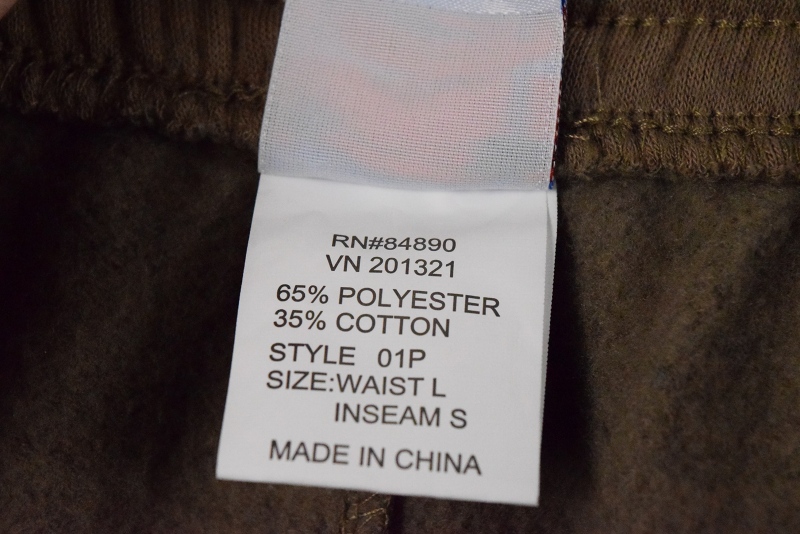 RN#84890
VN 201321
65% POLYESTER
35% COTTON
STYLE 01P
SIZE:WAIST L
INSEAM S
MADE IN CHINA